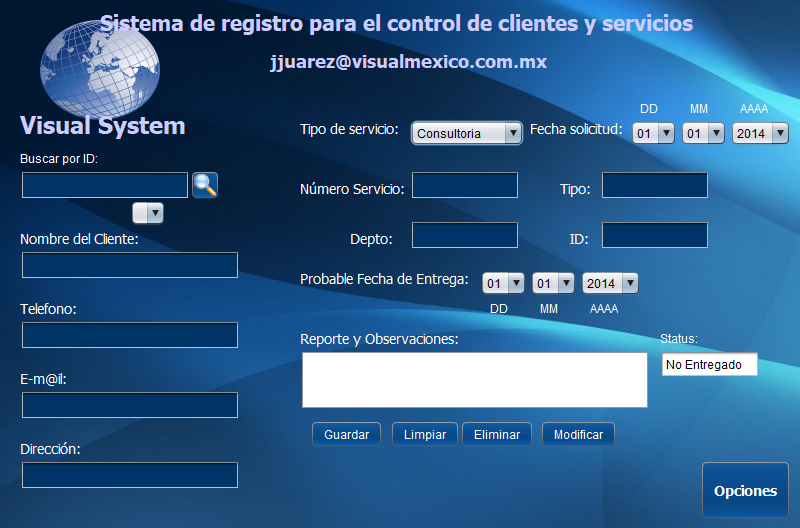 Sistema de registro para el control de clientes y servicios
jjuarez@visualmexico.com.mx
Visual System
Buscar por ID:
Nombre del Cliente:
Telefono:
E-m@il:
Dirección:
DD MM AAAA
Tipo de servicio: Consultoria Fecha solicitud: 01 01 2014
Número Servicio: Tipo:
Depto: ID:
Probable Fecha de Entrega: 01 01 2014
DD MM AAAA
Reporte y Observaciones:
Status:
No Entregado
Guardar Limpiar Eliminar Modificar
Opciones